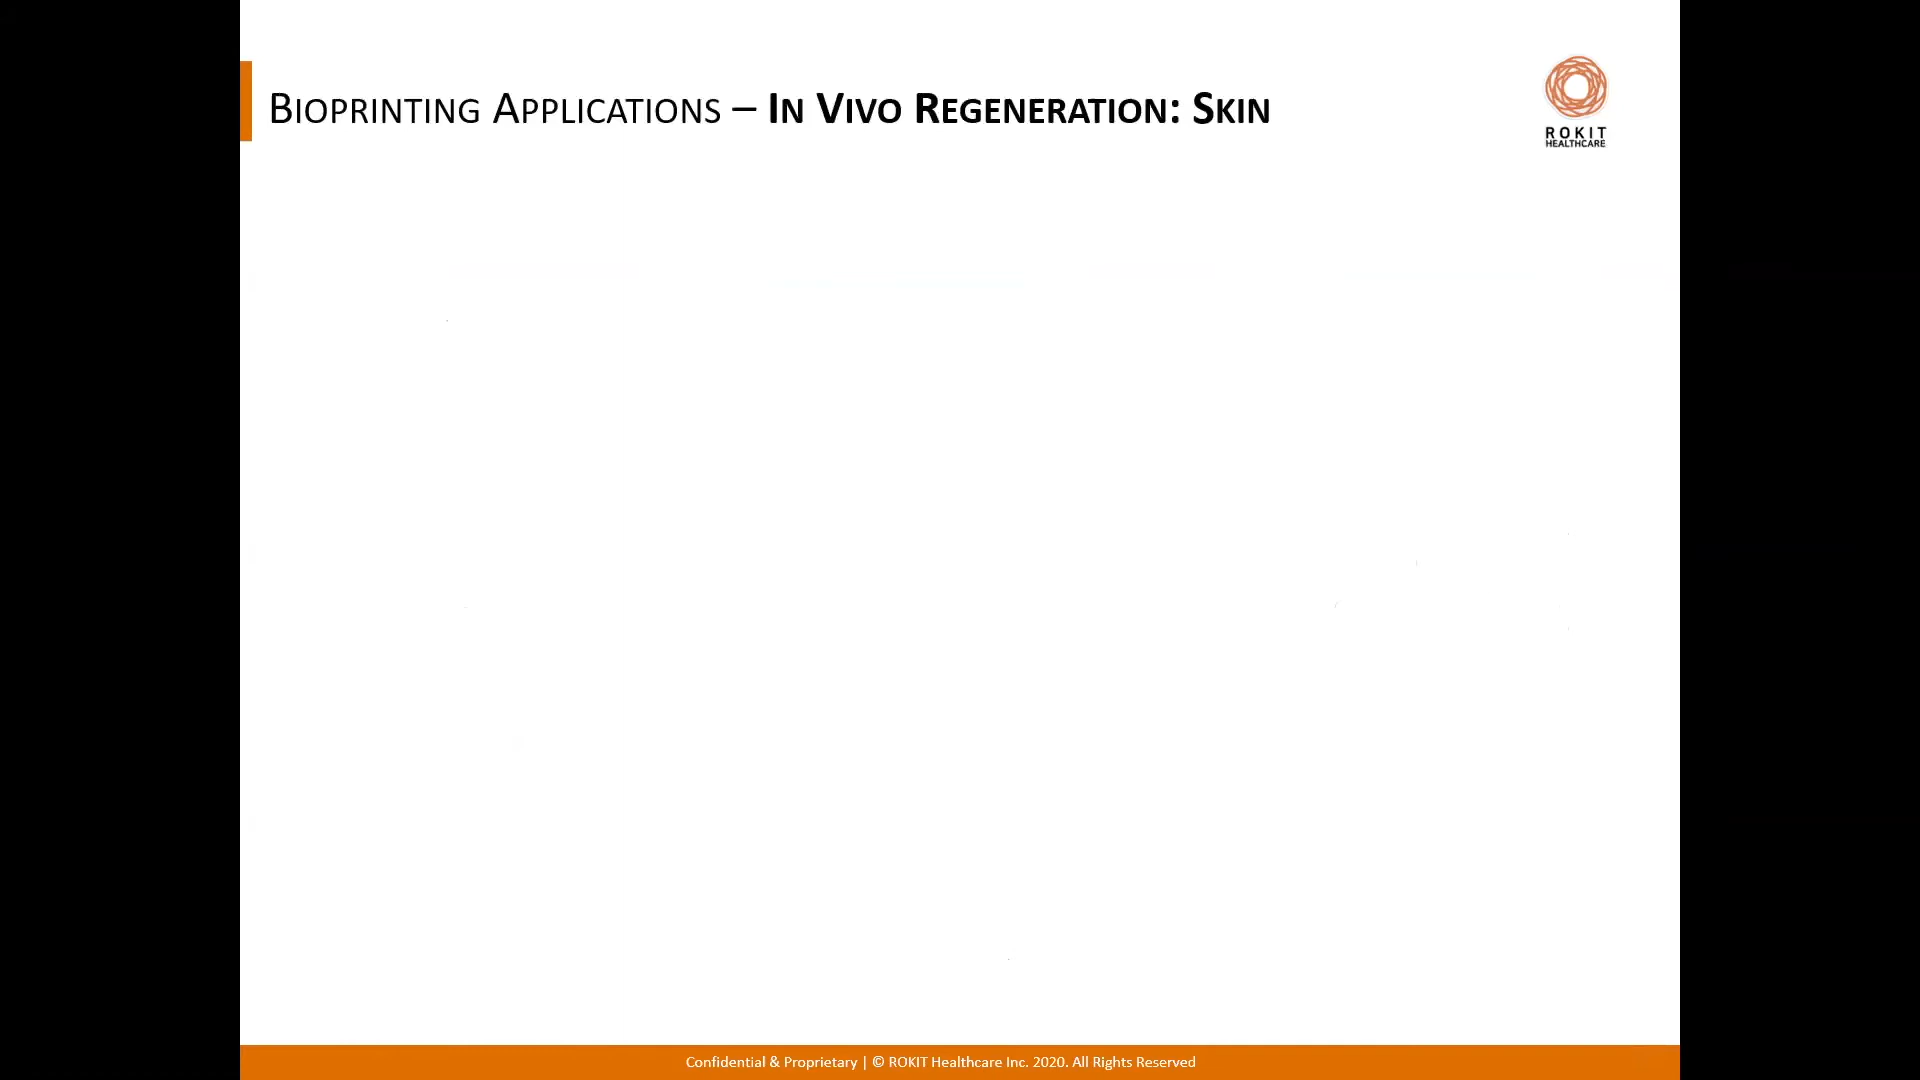 Bioprinting Applications – In Vivo Regeneration: Skin
ROKIT
HEALTHCARE
Confidential & Proprietary | © ROKIT Healthcare Inc. 2020. All Rights Reserved